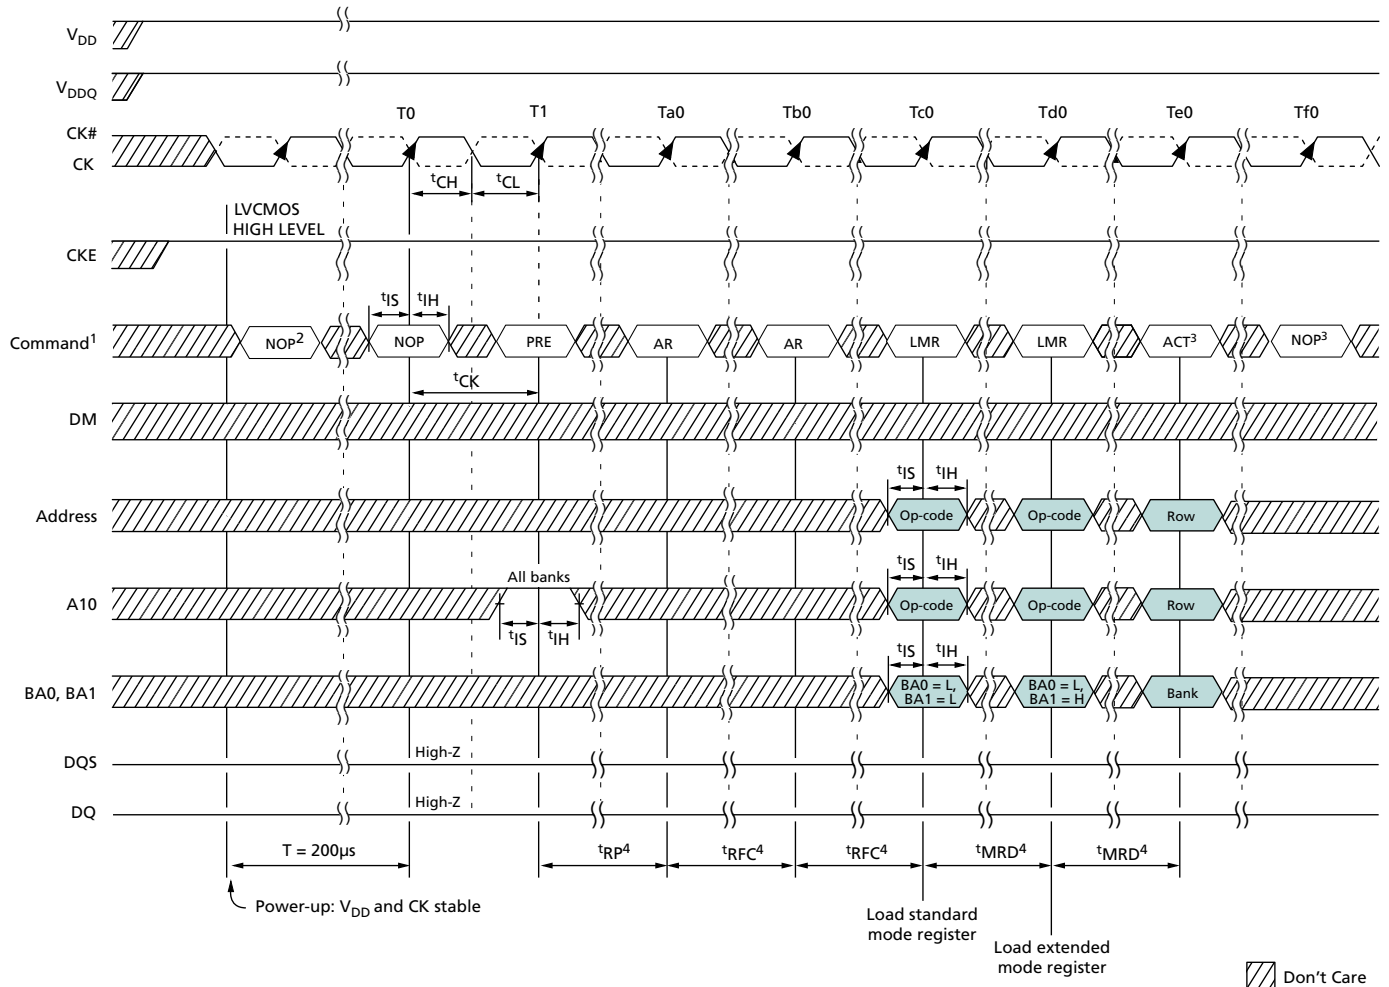 VDD
VDDQ
T0 T1 Ta0 Tb0 Tc0 Td0 Te0 Tf0
CK#
CK
tCH tCL
LVCMOS
HIGH LEVEL
CKE
tIS tIH
Command1 NOP2 NOP PRE AR AR LMR LMR ACT3 NOP3
tCK
DM
tIS tIH
Address Op-code Op-code Row
All banks tIS tIH
A10 Op-code Op-code Row
tIS tIH
tIS tIH
BA0, BA1 BA0 = L, BA1 = L BA0 = L, BA1 = H Bank
High-Z
DQS
High-Z
DQ
T = 200µs tRP4 tRFC4 tRFC4 tMRD4 tMRD4
Power-up: VDD and CK stable
Load standard
mode register
Load extended
mode register
Don't Care